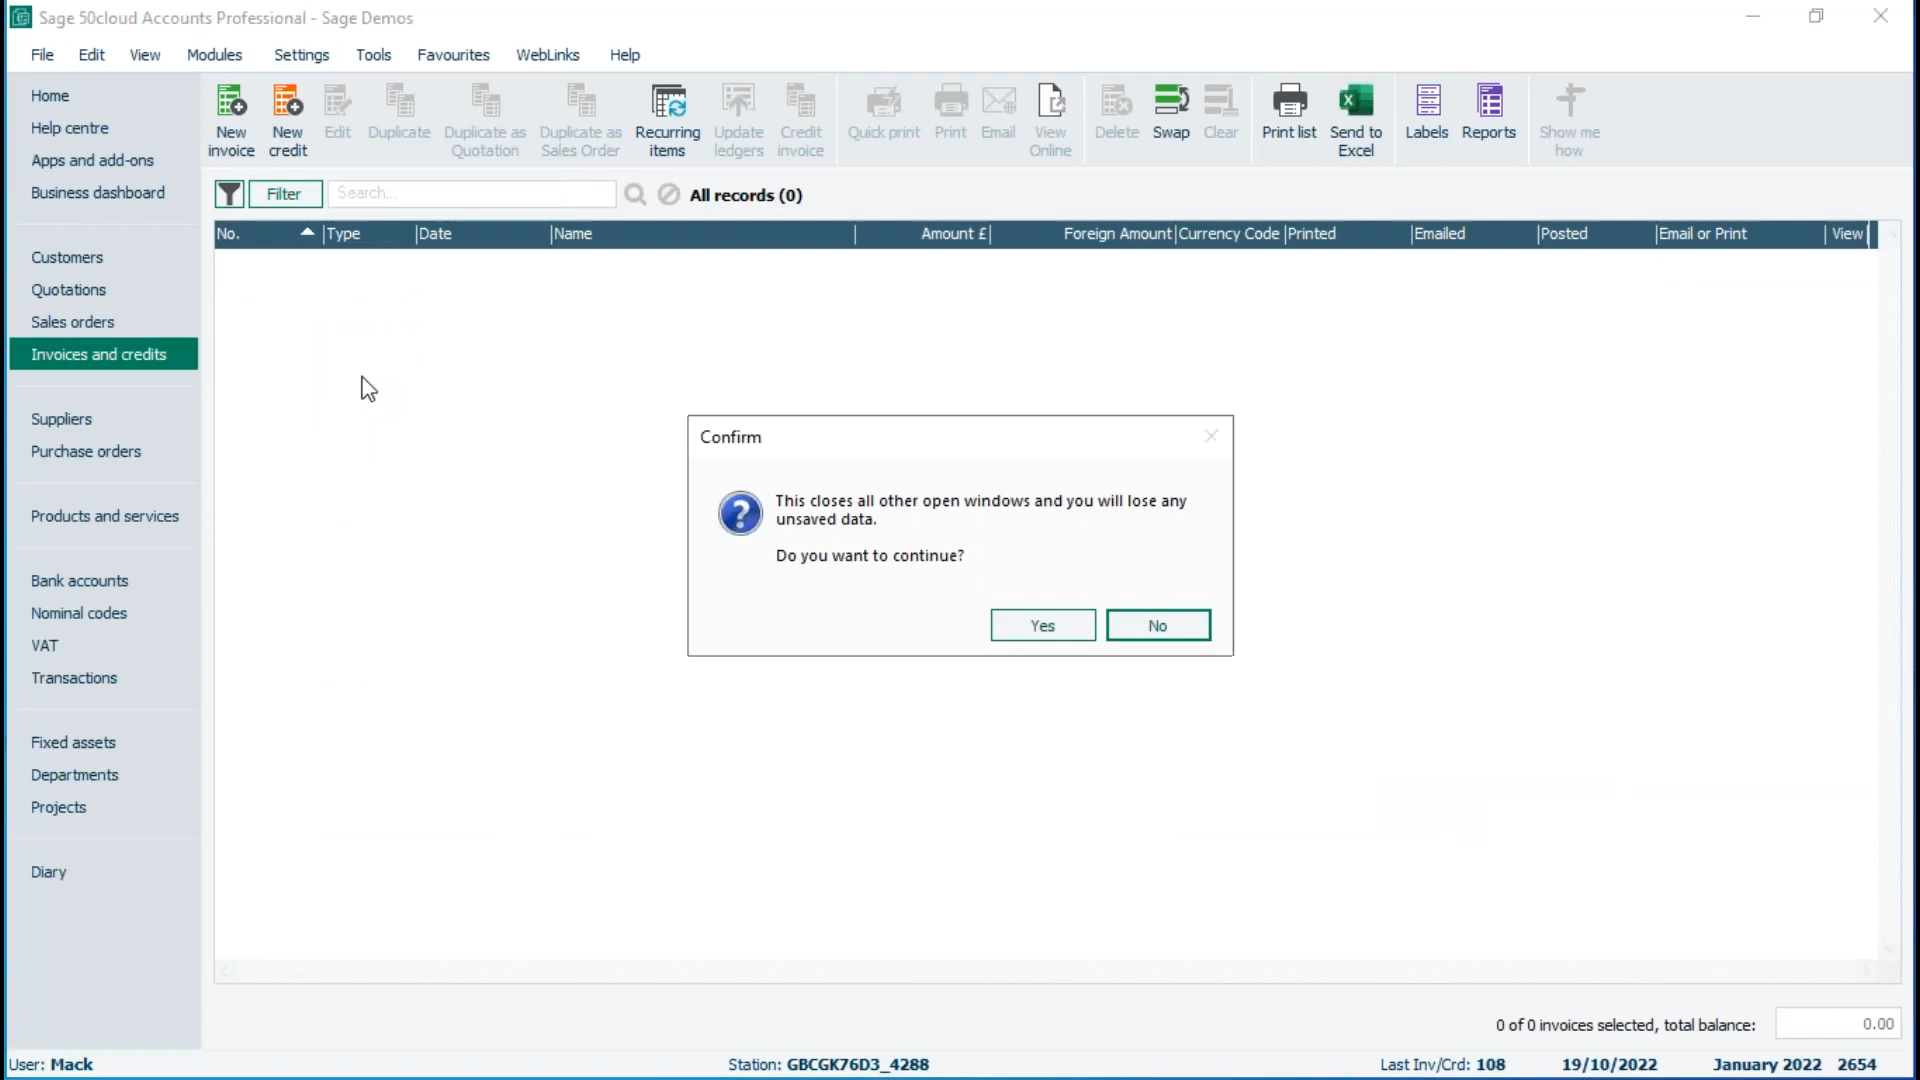 Sage 50cloud Accounts Professional - Sage Demos
File Edit View Modules Settings Tools Favourites WebLinks Help
Home
Help centre
Apps and add-ons
Business dashboard
Customers
Quotations
Sales orders
Invoices and credits
Suppliers
Purchase orders
Products and services
Bank accounts
Nominal codes
VAT
Transactions
Fixed assets
Departments
Projects
Diary
New invoice
New credit
Edit
Duplicate
Duplicate as Quotation
Duplicate as Sales Order
Recurring items
Update ledgers
Credit invoice
Quick print
Print
Email
View Online
Delete
Swap
Clear
Print list
Send to Excel
Labels
Reports
Show me how
Filter Search... All records (0)
No. Type Date Name Amount £ Foreign Amount Currency Code Printed Emailed Posted Email or Print View
Confirm
This closes all other open windows and you will lose any
unsaved data.
Do you want to continue?
Yes No
0 of 0 invoices selected, total balance: 0.00
User: Mack Station: GBCGK76D3_4288 Last Inv/Crd: 108 19/10/2022 January 2022 2654